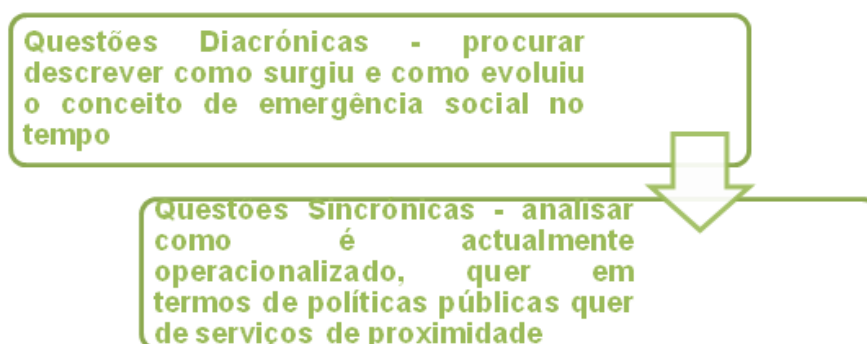 Questões Diacrónicas - procurar
descrever como surgiu e como evoluiu
o conceito de emergência social no
tempo
Questões Sincrónicas - analisar
como é actualmente
operacionalizado, quer em
termos de políticas públicas quer
de serviços de proximidade